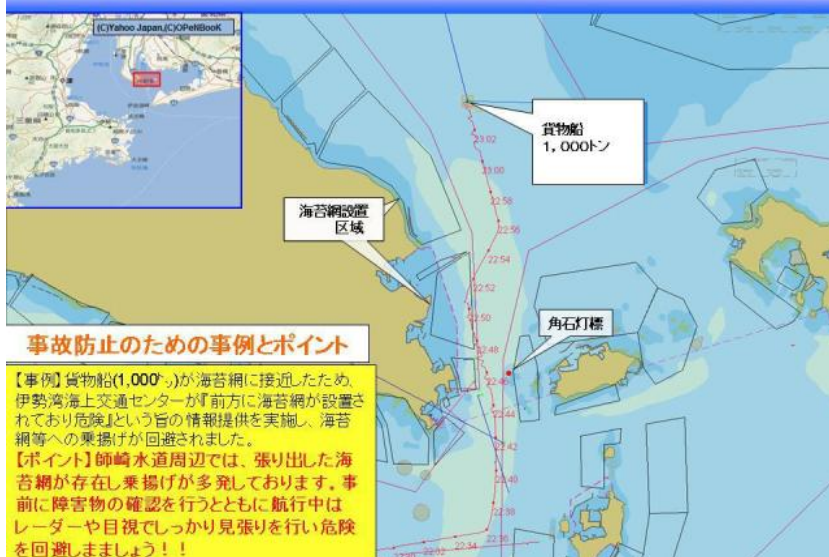 (C)Yahoo Japan,(C)OPeNBooK
三重県
貨物船
1,000トン
23:02
23:00
22:58
22:56
海苔網設置
区域
22:54
22:52
22:50
角石灯標
22:48
22:46
22:44
22:42
22:40
22:38
22:36
22:34
22:32
事故防止のための事例とポイント
【事例】貨物船(1,000㌧)が海苔網に接近したため、
伊勢湾海上交通センターが『前方に海苔網が設置さ
れており危険』という旨の情報提供を実施し、海苔
網等への乗揚げが回避されました。
【ポイント】師崎水道周辺では、張り出した海
苔網が存在し乗揚げが多発しております。事
前に障害物の確認を行うとともに航行中は
レーダーや目視でしっかり見張りを行い危険
を回避しまましょう！！